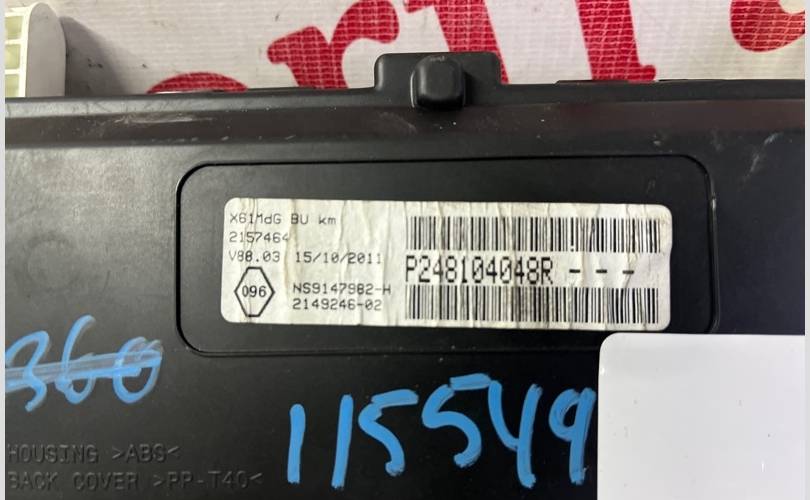 X61MdG BU km
2157464
V88.03 15/10/2011
P248104048R - - -
096
NS9147982-H
2149246-02
360
115549
HOUSING >ABS<
BACK COVER >PP-T40<